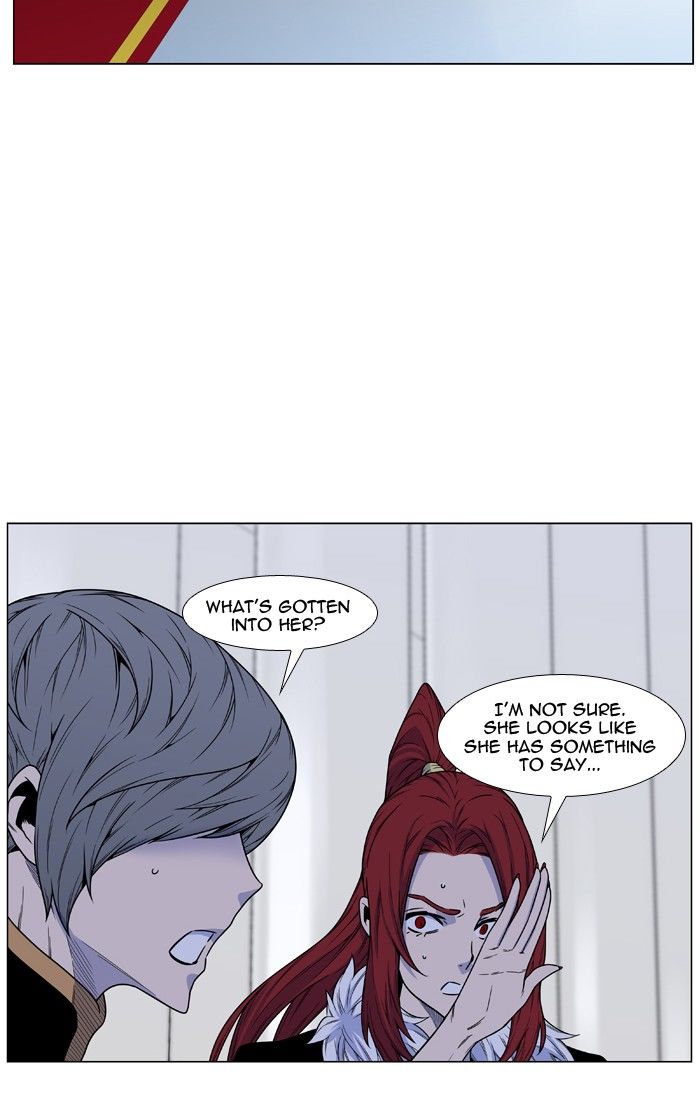 WHAT'S GOTTEN
INTO HER?
I'M NOT SURE.
SHE LOOKS LIKE
SHE HAS SOMETHING
TO SAY...